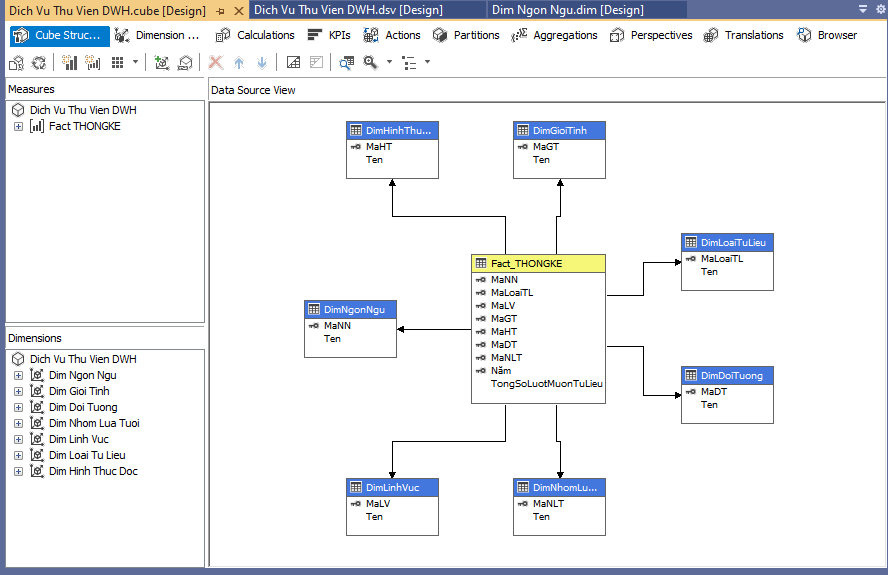 Dich Vu Thu Vien DWH.cube [Design]
Dich Vu Thu Vien DWH.dsv [Design]
Dim Ngon Ngu.dim [Design]
Cube Struc...
Dimension ...
Calculations
KPIs
Actions
Partitions
Aggregations
Perspectives
Translations
Browser
Measures
Dich Vu Thu Vien DWH
Fact THONGKE
Dimensions
Dich Vu Thu Vien DWH
Dim Ngon Ngu
Dim Gioi Tinh
Dim Doi Tuong
Dim Nhom Lua Tuoi
Dim Linh Vuc
Dim Loai Tu Lieu
Dim Hinh Thuc Doc
Data Source View
DimHinhThu...
MaHT
Ten
DimGioiTinh
MaGT
Ten
DimLoaiTuLieu
MaLoaiTL
Ten
Fact_THONGKE
MaNN
MaLoaiTL
MaLV
MaGT
MaHT
MaDT
MaNLT
Năm
TongSoLuotMuonTuLieu
DimNgonNgu
MaNN
Ten
DimDoiTuong
MaDT
Ten
DimLinhVuc
MaLV
Ten
DimNhomLu...
MaNLT
Ten